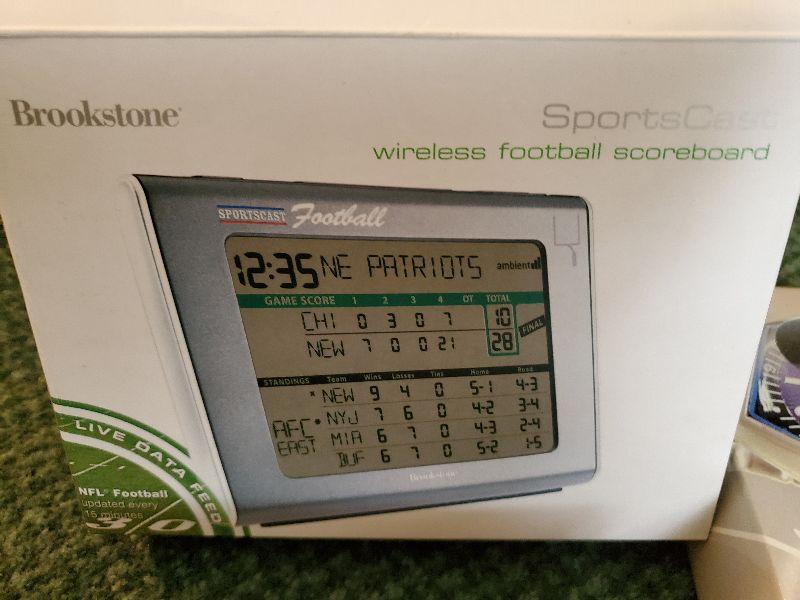 Brookstone
SportsCast
wireless football scoreboard
SPORTSCAST Football
12:35 NE PATRIOTS ambient
GAME SCORE 1 2 3 4 OT TOTAL
CHI 0 3 0 7 10
NEW 7 0 0 21 28
FINAL
STANDINGS Team Wins Losses Ties Home Road
AFC EAST
* NEW 9 4 0 5-1 4-3
NYJ 7 6 0 4-2 3-4
MIA 6 7 0 4-3 2-4
BUF 6 7 0 5-2 1-5
Brookstone
LIVE DATA FEED
NFL® Football
updated every
15 minutes
3/0